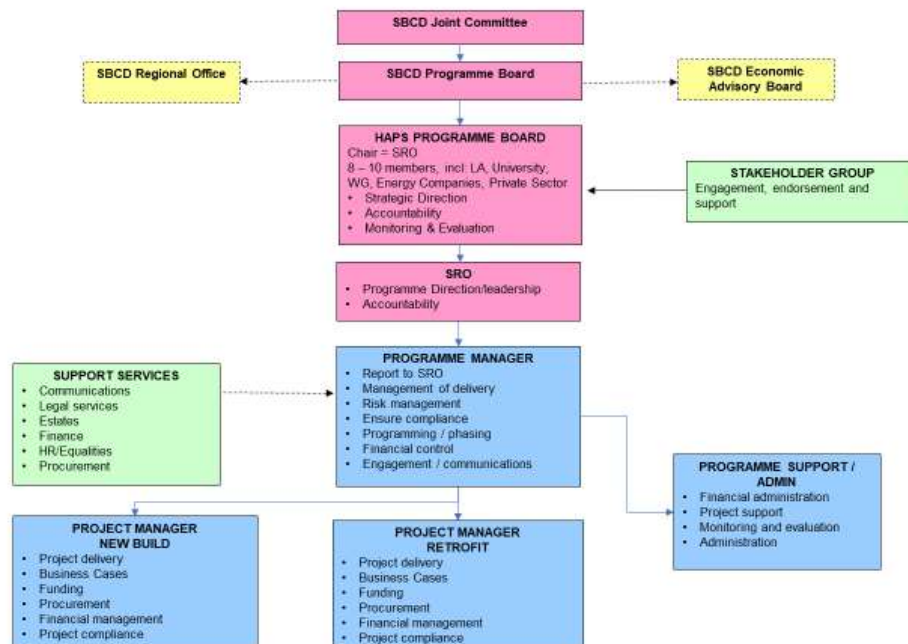 SBCD Joint Committee
SBCD Regional Office
SBCD Programme Board
SBCD Economic
Advisory Board
HAPS PROGRAMME BOARD
Chair = SRO
8 – 10 members, incl: LA, University,
WG, Energy Companies, Private Sector
• Strategic Direction
• Accountability
• Monitoring & Evaluation
STAKEHOLDER GROUP
Engagement, endorsement and
support
SRO
• Programme Direction/leadership
• Accountability
SUPPORT SERVICES
• Communications
• Legal services
• Estates
• Finance
• HR/Equalities
• Procurement
PROGRAMME MANAGER
• Report to SRO
• Management of delivery
• Risk management
• Ensure compliance
• Programming / phasing
• Financial control
• Engagement / communications
PROGRAMME SUPPORT /
ADMIN
• Financial administration
• Project support
• Monitoring and evaluation
• Administration
PROJECT MANAGER
NEW BUILD
• Project delivery
• Business Cases
• Funding
• Procurement
• Financial management
• Project compliance
PROJECT MANAGER
RETROFIT
• Project delivery
• Business Cases
• Funding
• Procurement
• Financial management
• Project compliance